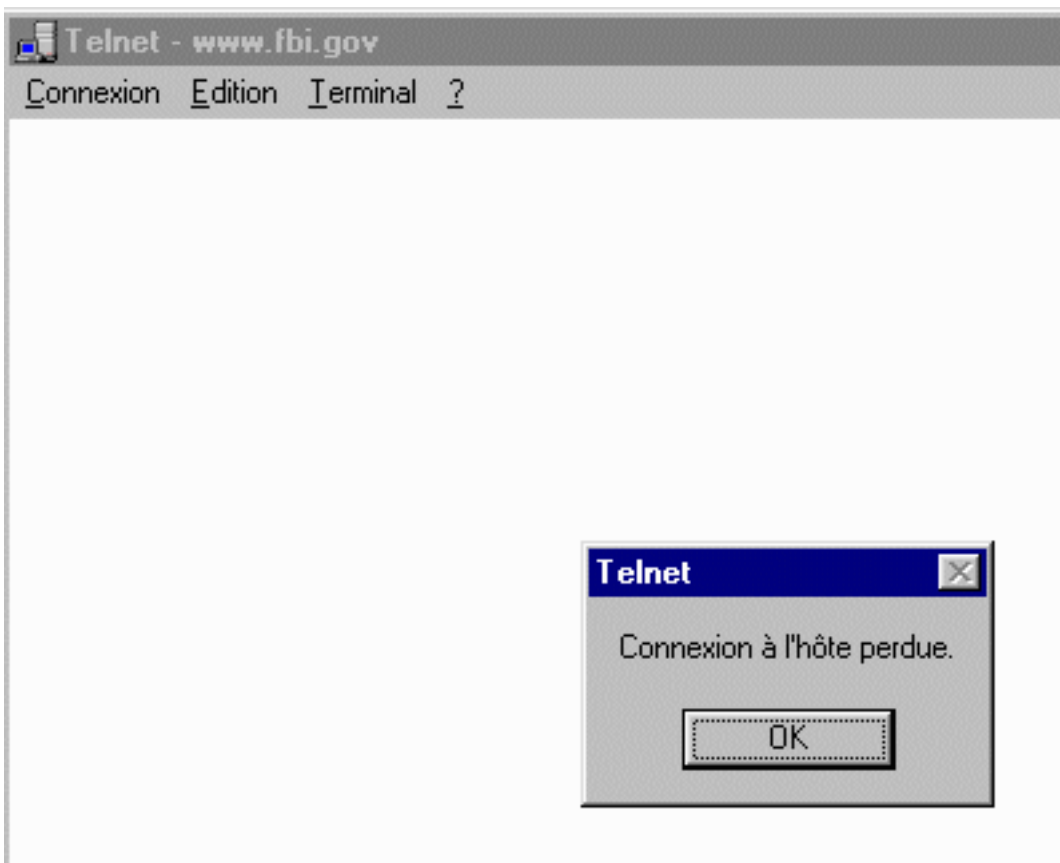 Telnet - www.fbi.gov
Connexion Edition Terminal ?
Telnet
Connexion à l'hôte perdue.
OK